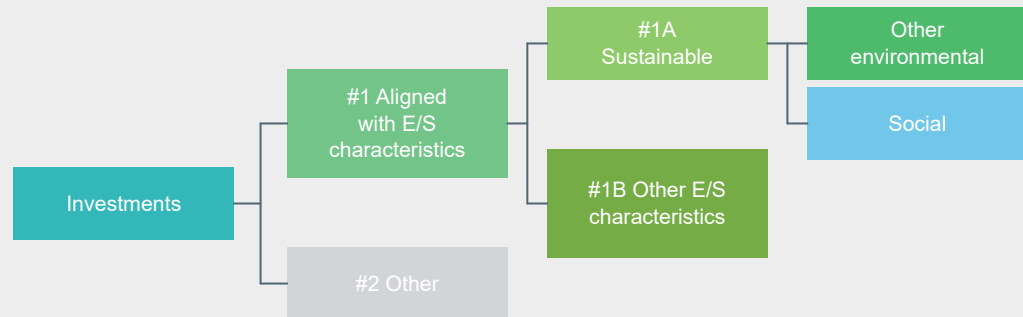 Investments
#1 Aligned
with E/S
characteristics
#2 Other
#1A
Sustainable
#1B Other E/S
characteristics
Other
environmental
Social